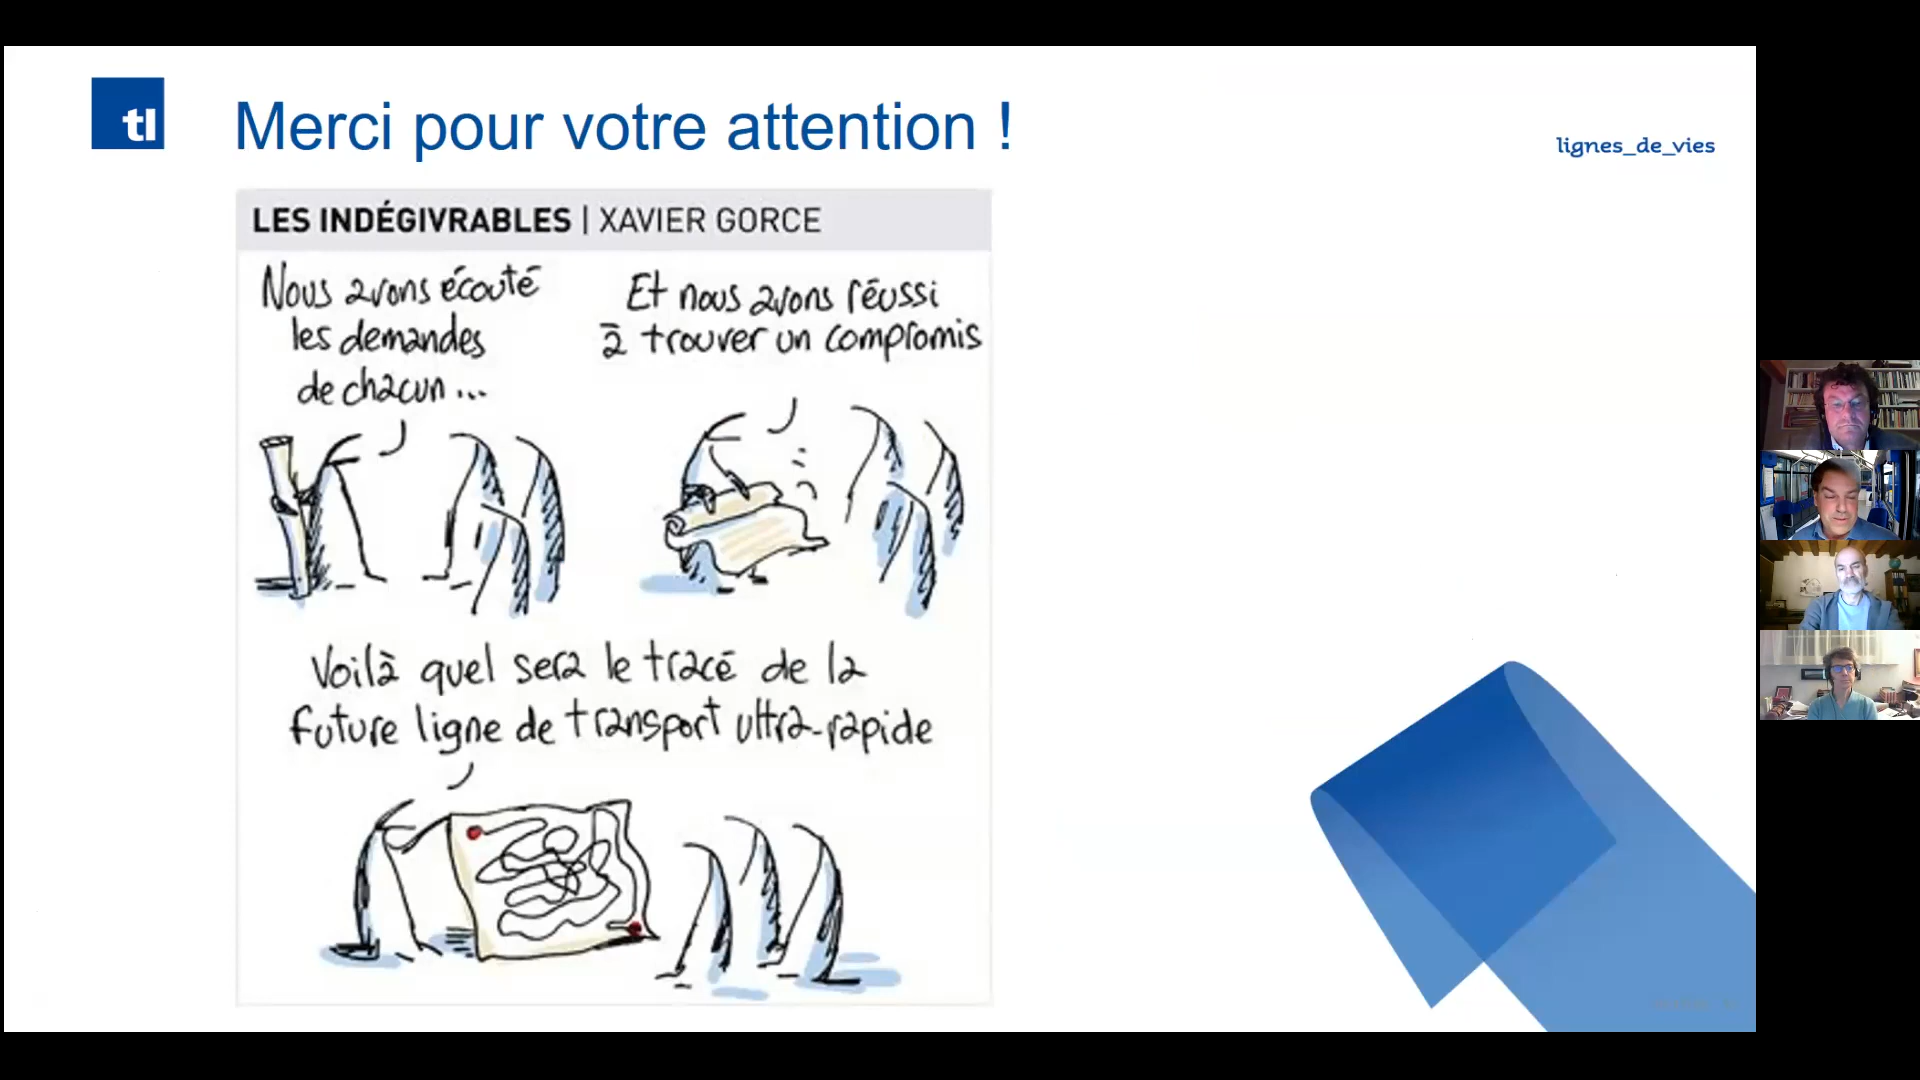 tl
Merci pour votre attention !
lignes_de_vies
LES INDÉGIVRABLES | XAVIER GORCE
Nous avons écouté
les demandes
de chacun ...
Et nous avons réussi
à trouver un compromis
Voilà quel sera le tracé de la
future ligne de transport ultra-rapide